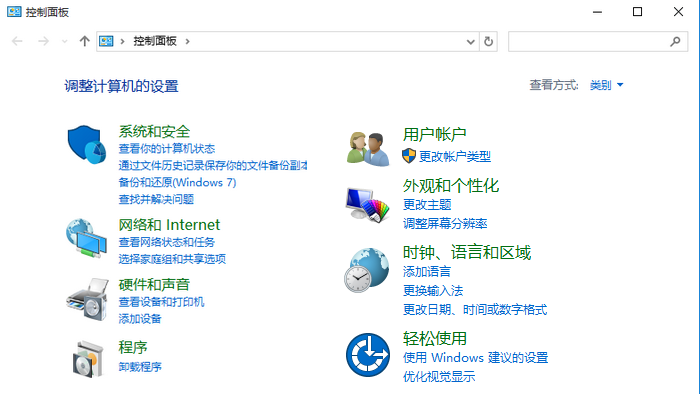 控制面板
控制面板
调整计算机的设置
查看方式: 类别
系统和安全
查看你的计算机状态
通过文件历史记录保存你的文件备份副本
备份和还原(Windows 7)
查找并解决问题
网络和 Internet
查看网络状态和任务
选择家庭组和共享选项
硬件和声音
查看设备和打印机
添加设备
程序
卸载程序
用户帐户
更改帐户类型
外观和个性化
更改主题
调整屏幕分辨率
时钟、语言和区域
添加语言
更换输入法
更改日期、时间或数字格式
轻松使用
使用 Windows 建议的设置
优化视觉显示